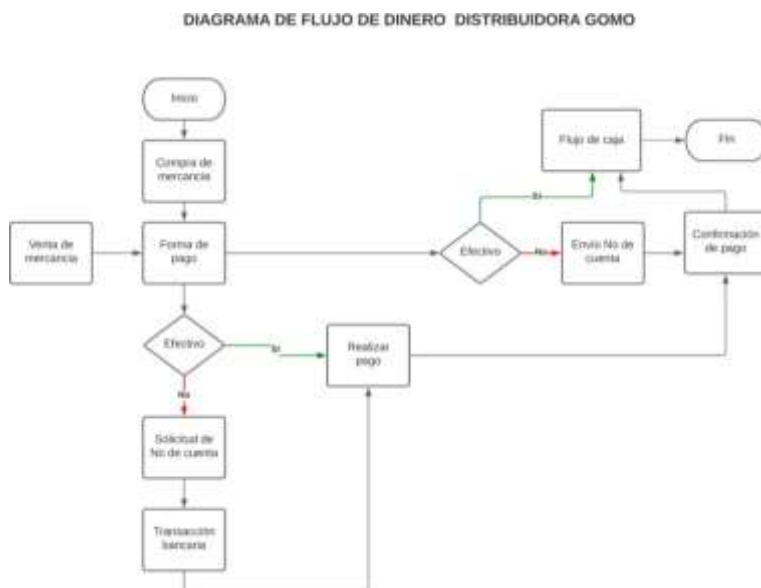 DIAGRAMA DE FLUJO DE DINERO DISTRIBUIDORA GOMO
Inicio
Flujo de caja
Fin
Compra de
mercancia
Si
Venta de
mercancia
Forma de
pago
Efectivo
No
Envío No de
cuenta
Confirmación
de pago
Efectivo
Si
Realizar
pago
No
Solicitud de
No de cuenta
Transacción
bancaria